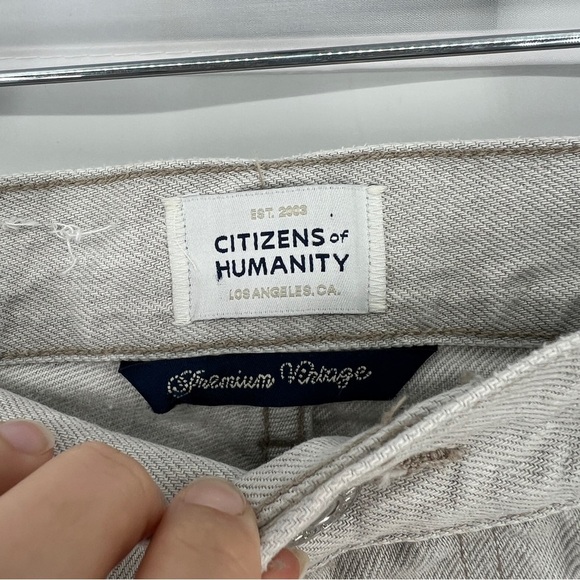 EST. 2003
CITIZENS of
HUMANITY
LOS ANGELES. CA.
Premium Vintage